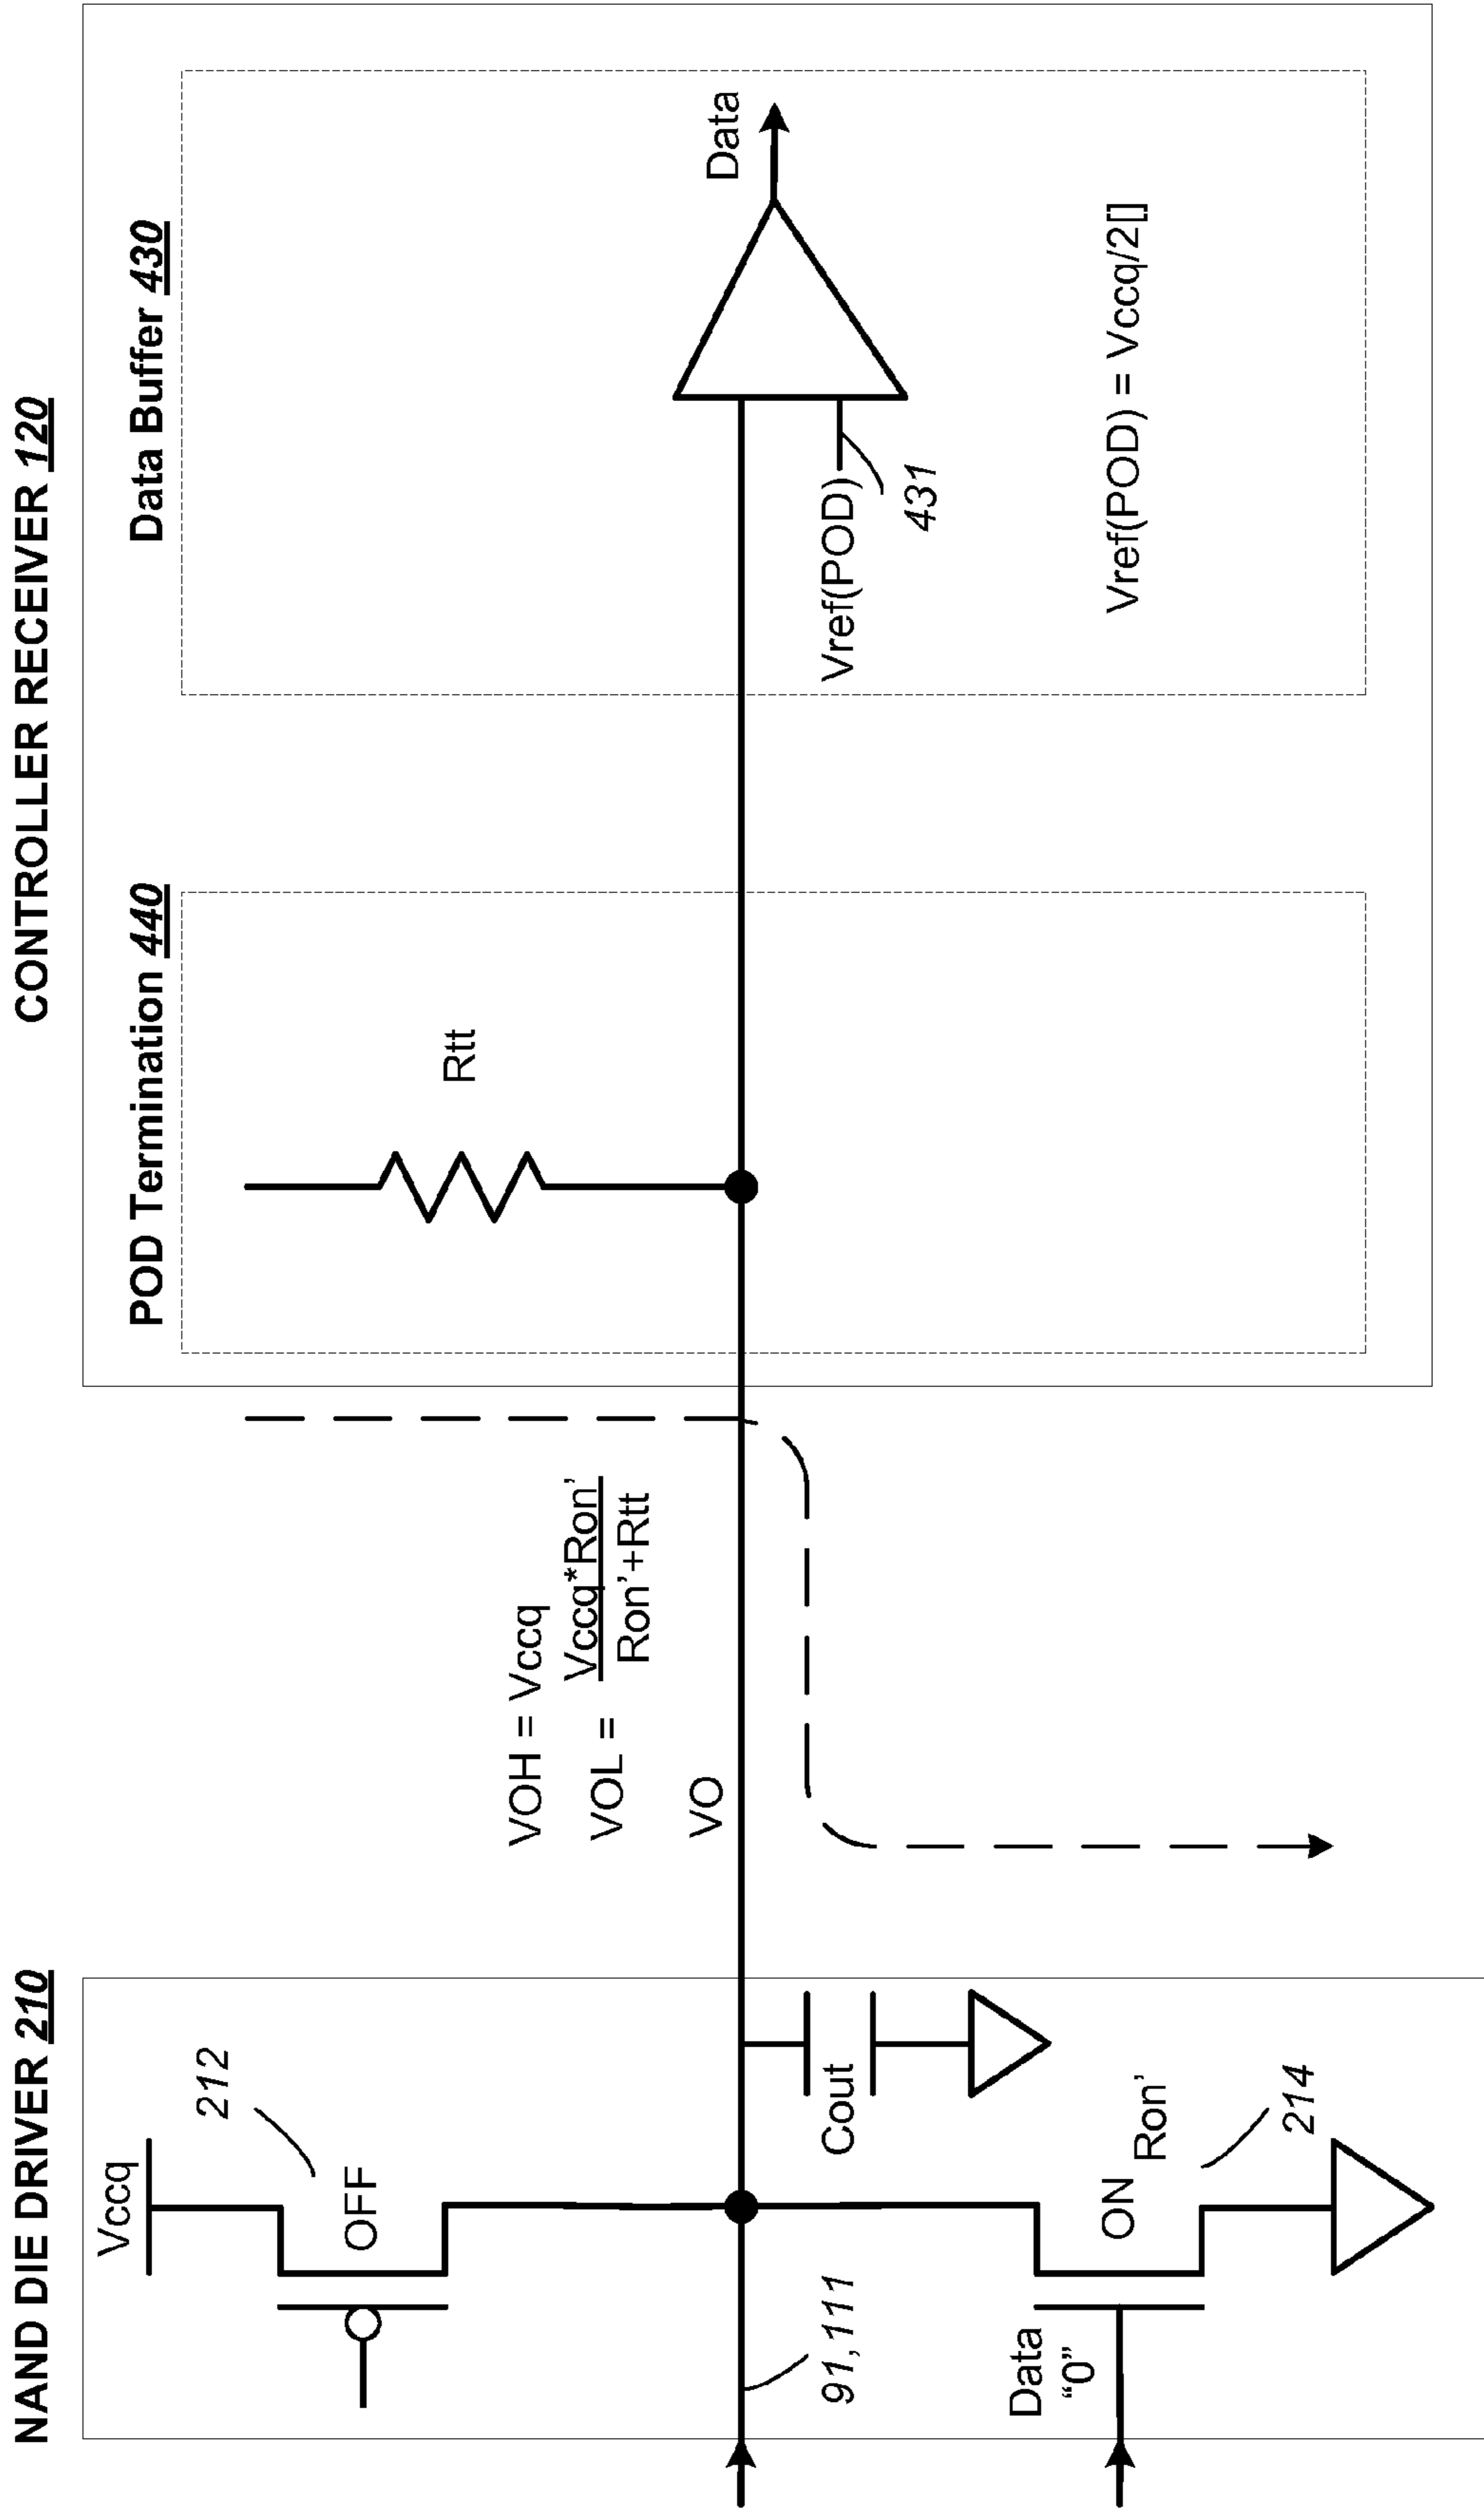 NAND DIE DRIVER 210
CONTROLLER RECEIVER 120
Vccq
212
OFF
POD Termination 440
Data Buffer 430
Rtt
VOH = Vccq
VOL = Vccq*Ron’
Ron’+Rtt
VO
Data
91,111
Cout
Vref(POD)
431
Data
“0”
ON
Ron’
214
Vref(POD) = Vccq/2[]